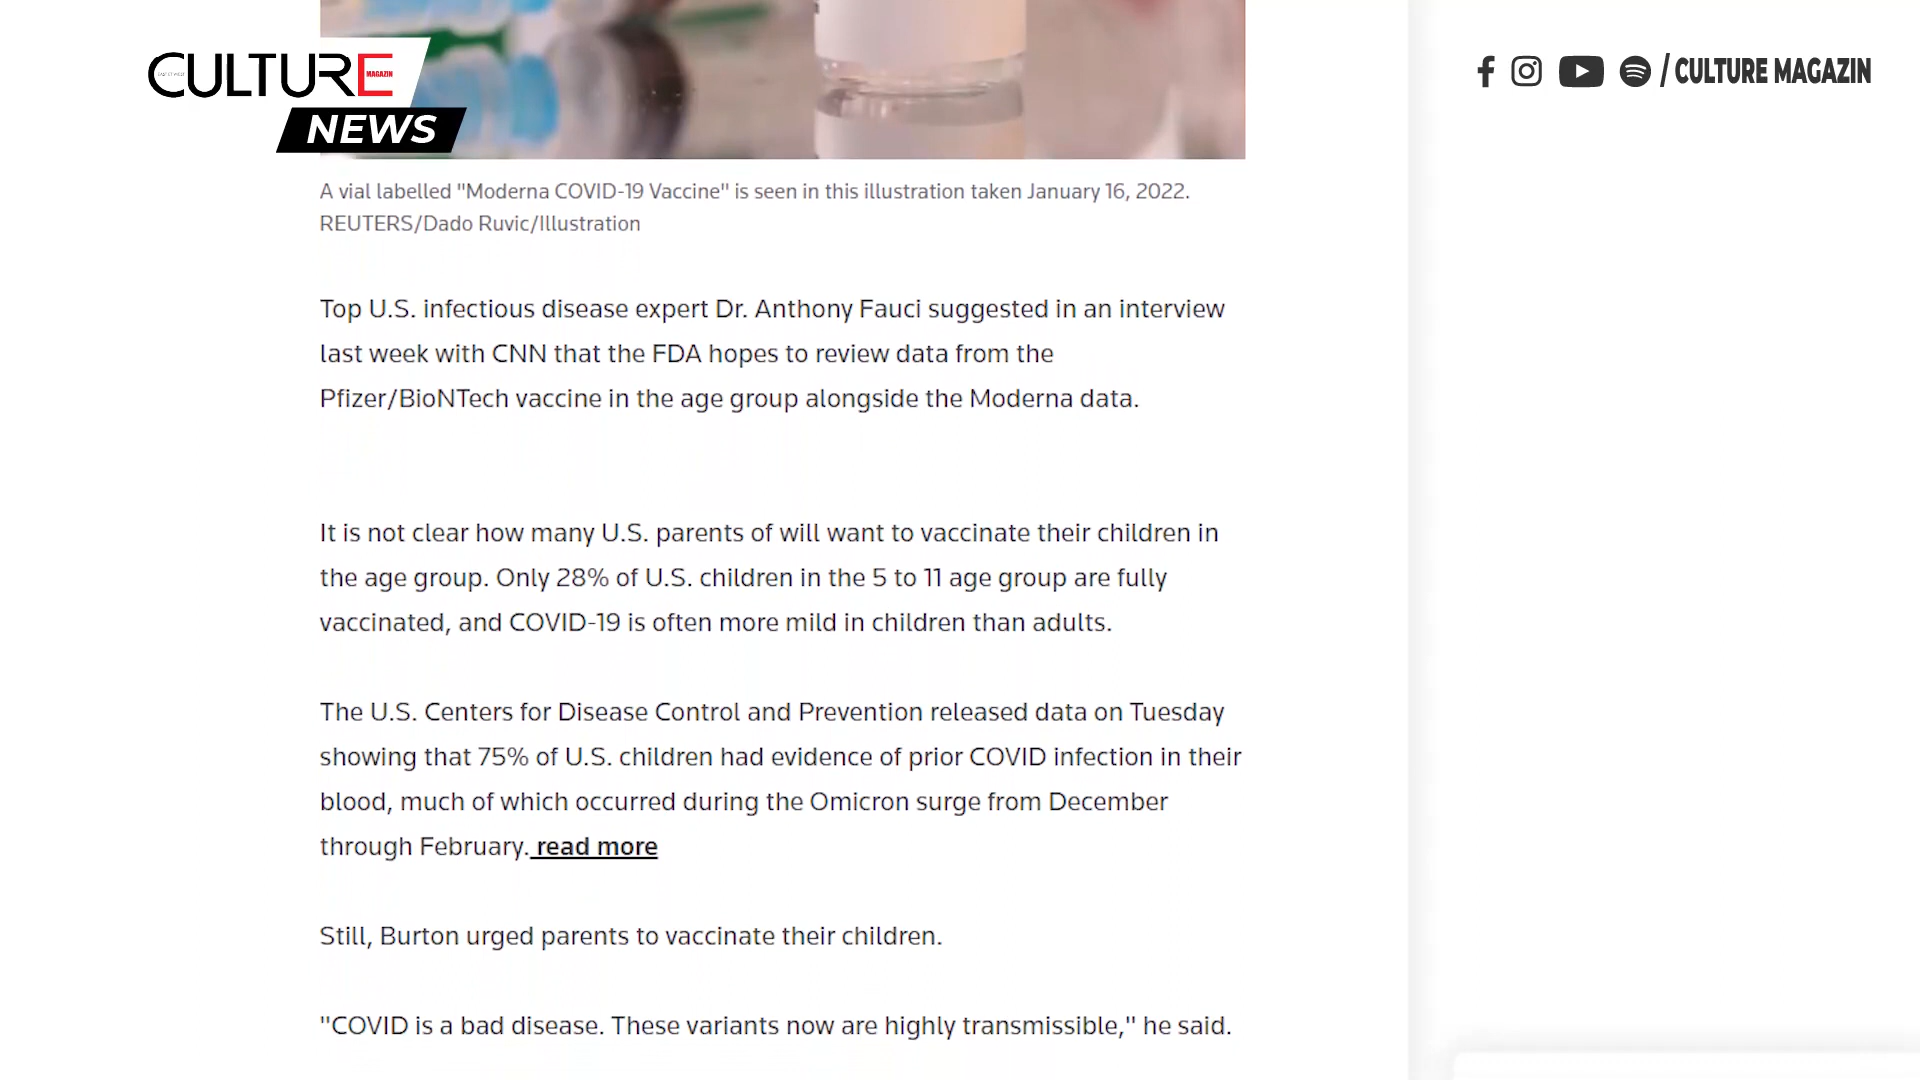 CULTURE
MAGAZIN
NEWS
/ CULTURE MAGAZIN
A vial labelled "Moderna COVID-19 Vaccine" is seen in this illustration taken January 16, 2022.
REUTERS/Dado Ruvic/Illustration
Top U.S. infectious disease expert Dr. Anthony Fauci suggested in an interview
last week with CNN that the FDA hopes to review data from the
Pfizer/BioNTech vaccine in the age group alongside the Moderna data.
It is not clear how many U.S. parents of will want to vaccinate their children in
the age group. Only 28% of U.S. children in the 5 to 11 age group are fully
vaccinated, and COVID-19 is often more mild in children than adults.
The U.S. Centers for Disease Control and Prevention released data on Tuesday
showing that 75% of U.S. children had evidence of prior COVID infection in their
blood, much of which occurred during the Omicron surge from December
through February. read more
Still, Burton urged parents to vaccinate their children.
"COVID is a bad disease. These variants now are highly transmissible," he said.